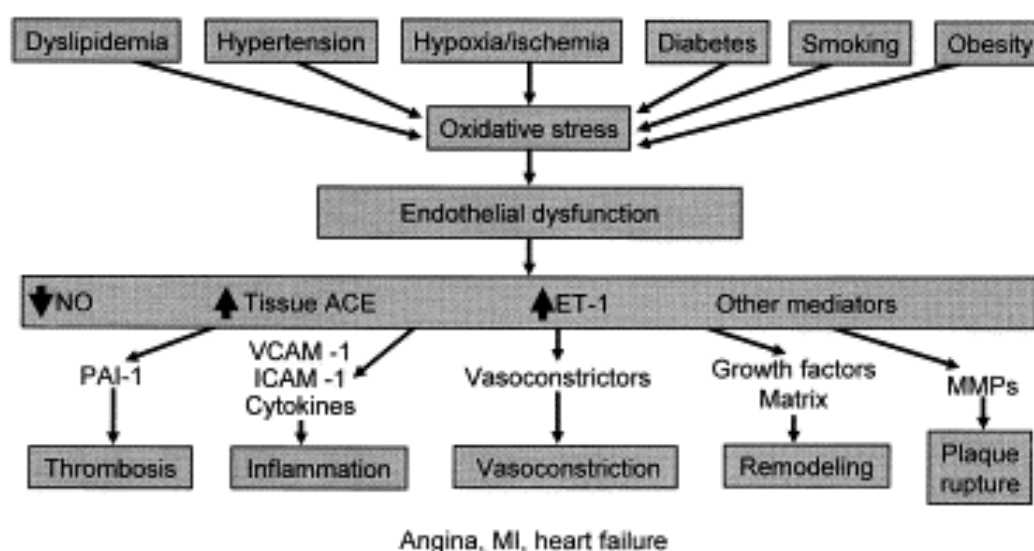 Dyslipidemia Hypertension Hypoxia/ischemia Diabetes Smoking Obesity
Oxidative stress
Endothelial dysfunction
NO Tissue ACE ET-1 Other mediators
PAI-1
VCAM -1
ICAM -1
Cytokines
Vasoconstrictors
Growth factors
Matrix
MMPs
Thrombosis
Inflammation
Vasoconstriction
Remodeling
Plaque
rupture
Angina, MI, heart failure